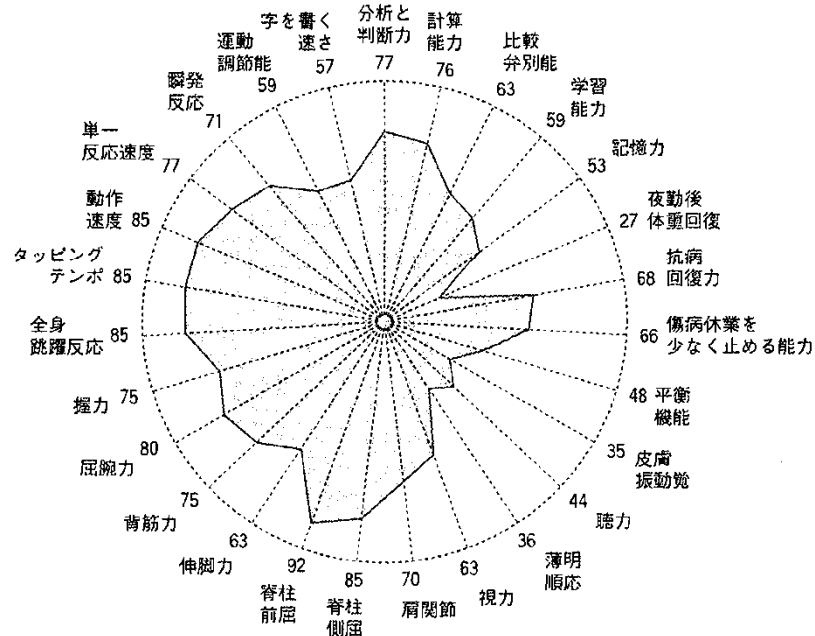 分析と
判断力
77
計算
能力
76
比較
弁別能
63
学習
能力
59
記憶力
53
夜勤後
体重回復
27
抗病
回復力
68
傷病休業を
少なく止める能力
66
平衡
機能
48
皮膚
振動覚
35
聴力
44
薄明
順応
36
視力
63
肩関節
70
脊柱
側屈
85
脊柱
前屈
92
伸脚力
63
背筋力
75
屈腕力
80
握力
75
全身
跳躍反応
85
タッピング
テンポ
85
動作
速度
85
単一
反応速度
77
瞬発
反応
71
運動
調節能
59
字を書く
速さ
57